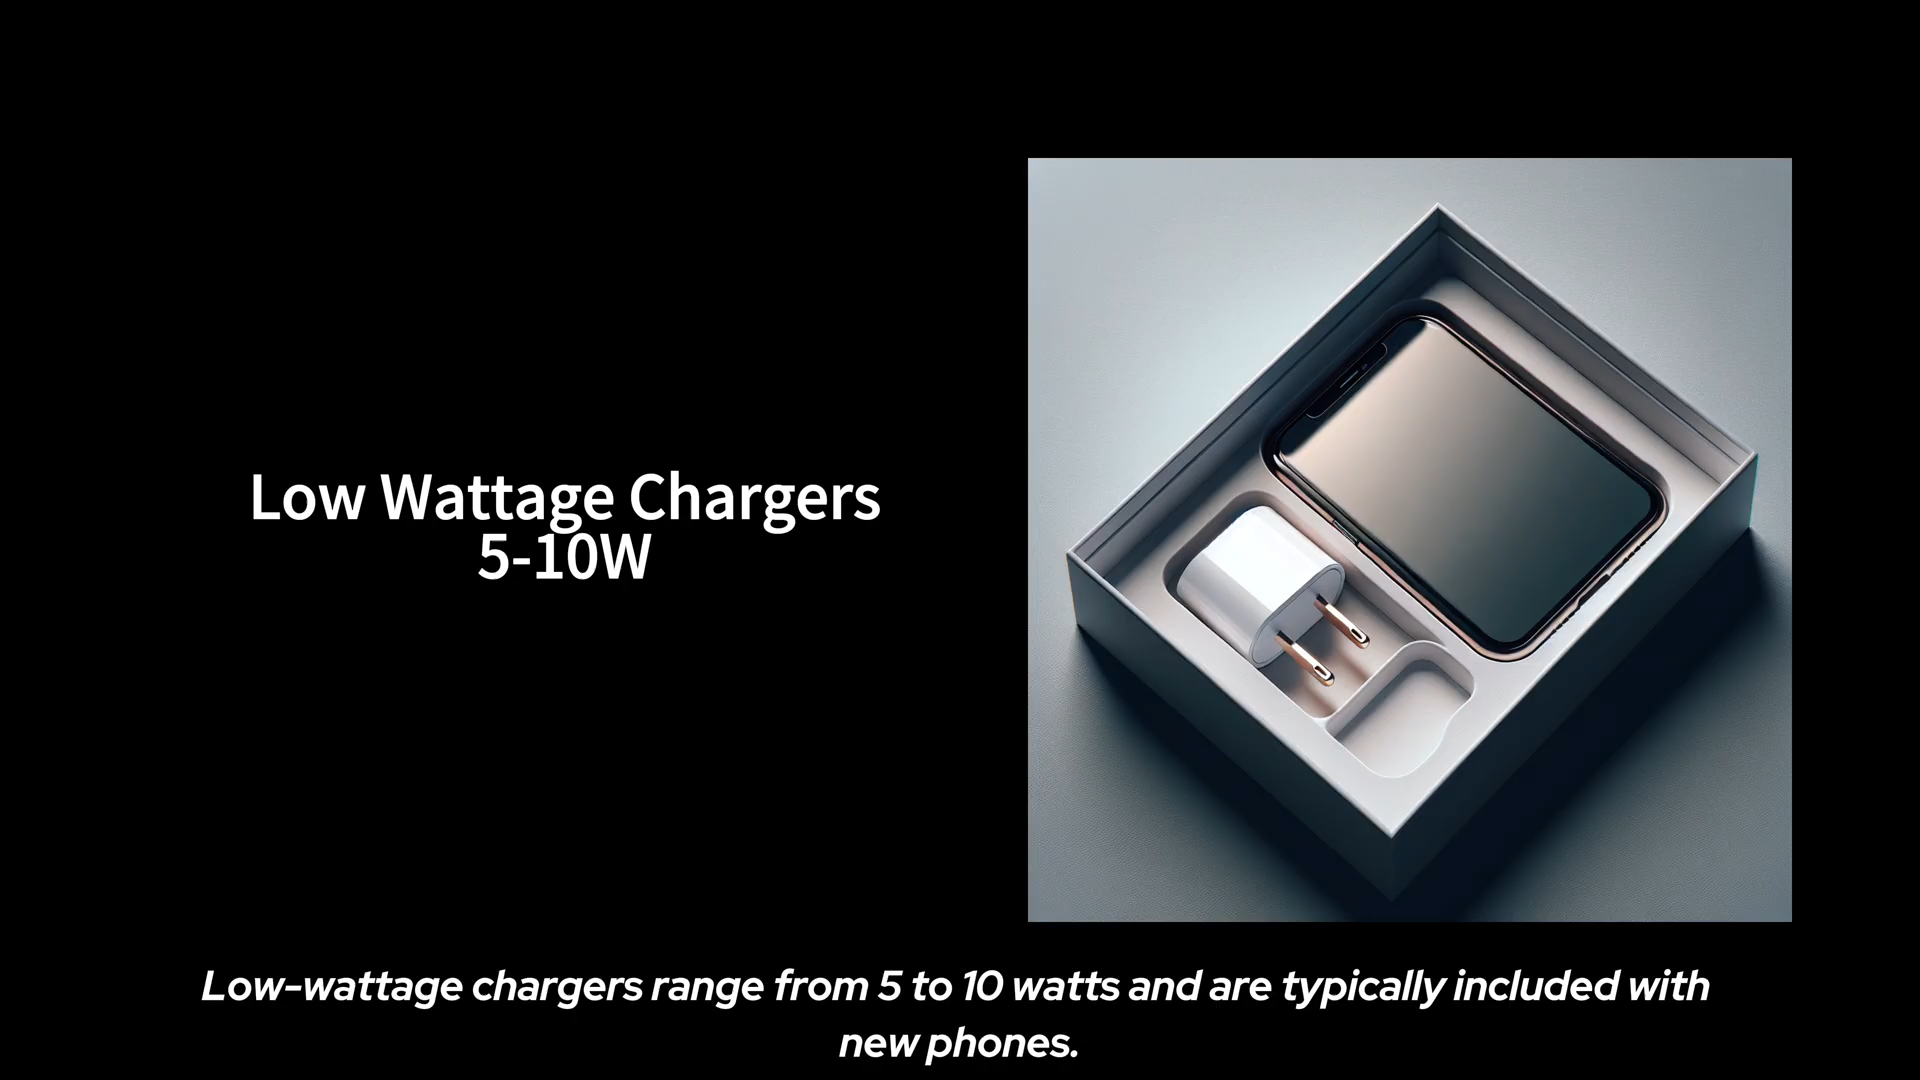 Low Wattage Chargers
5-10W
Low-wattage chargers range from 5 to 10 watts and are typically included with
new phones.